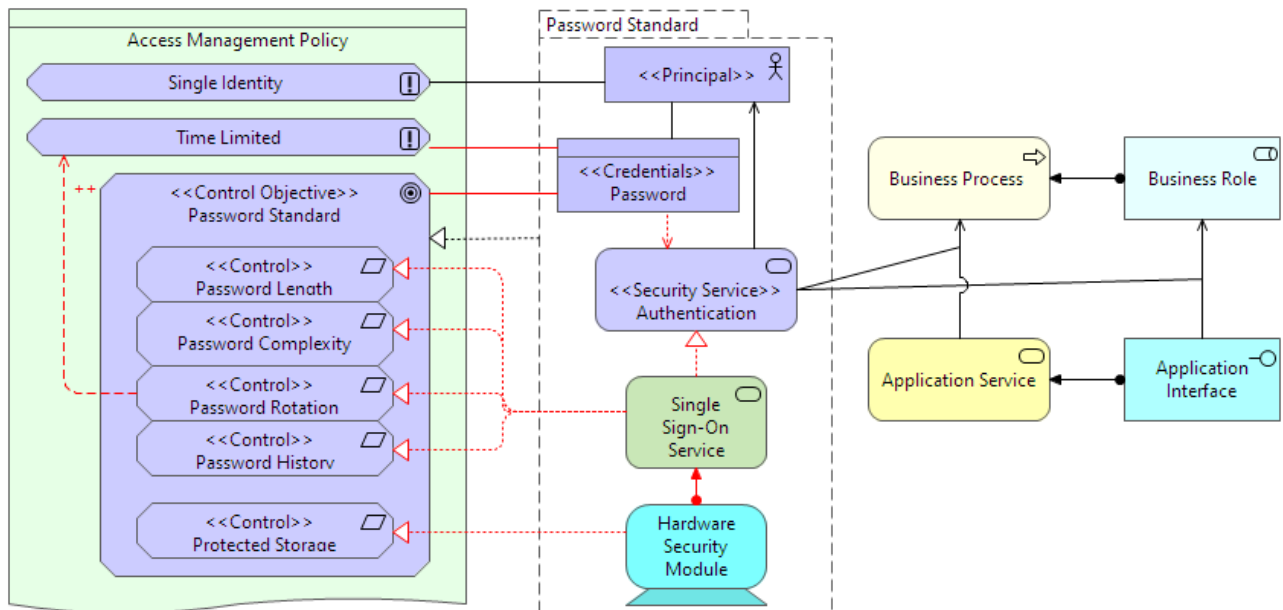 Access Management Policy
Single Identity
Time Limited
++
<<Control Objective>>
Password Standard
<<Control>>
Password Length
<<Control>>
Password Complexity
<<Control>>
Password Rotation
<<Control>>
Password History
<<Control>>
Protected Storage
Password Standard
<<Principal>>
<<Credentials>>
Password
<<Security Service>>
Authentication
Single
Sign-On
Service
Hardware
Security
Module
Business Process
Business Role
Application Service
Application
Interface